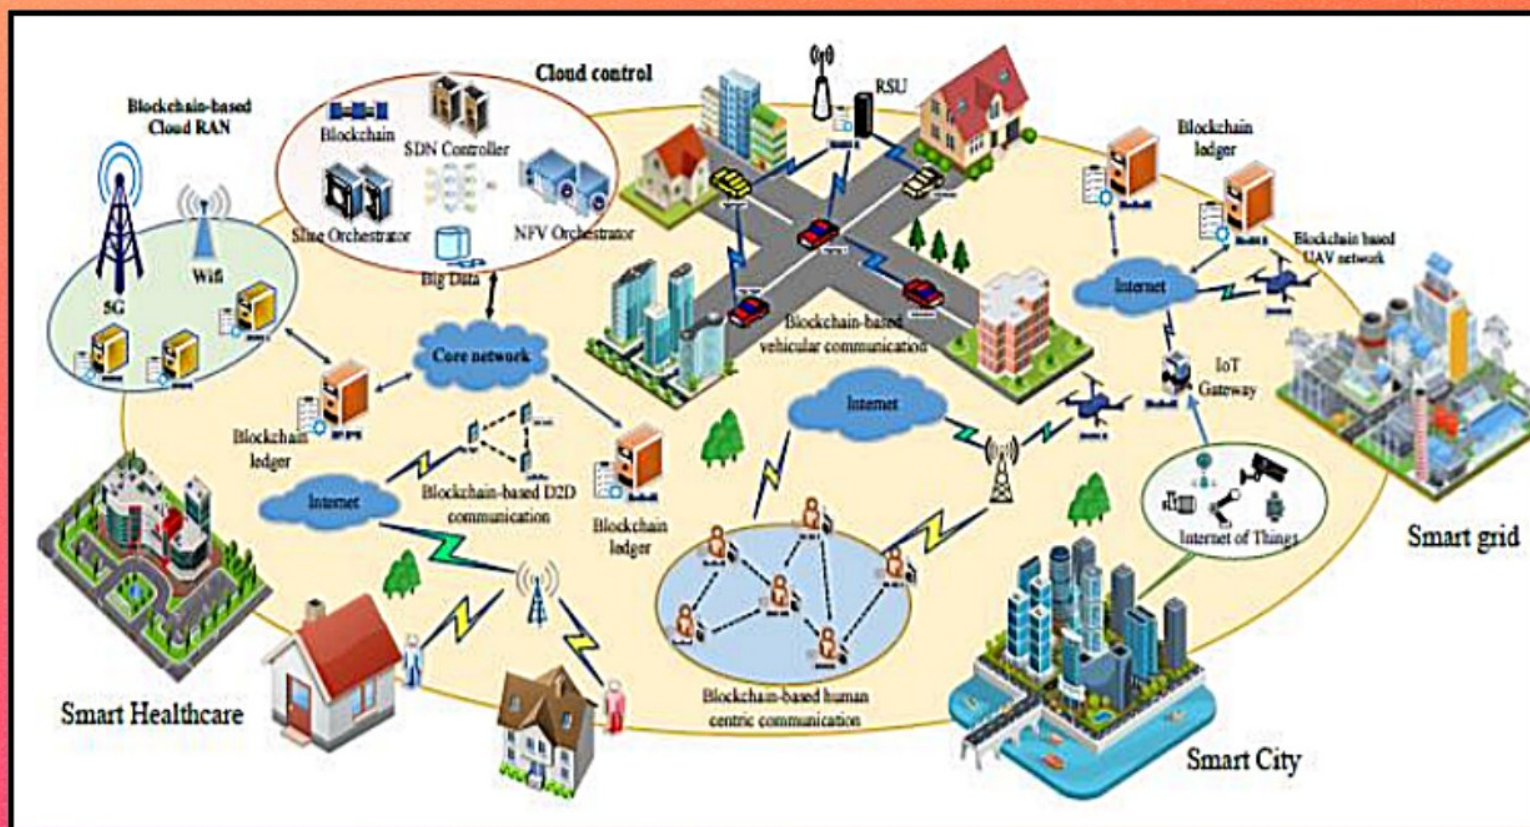 Cloud control
Blockchain-based
Cloud RAN
Blockchain
SDN Controller
Slice Orchestrator
NFV Orchestrator
Big Data
5G
Wifi
RSU
Blockchain
ledger
Blockchain based
UAV network
Internet
Blockchain-based
vehicular communication
Core network
IoT
Gateway
Internet
Blockchain
ledger
Internet
Blockchain-based D2D
communication
Blockchain
ledger
Internet of Things
Smart grid
Smart Healthcare
Blockchain-based human
centric communication
Smart City